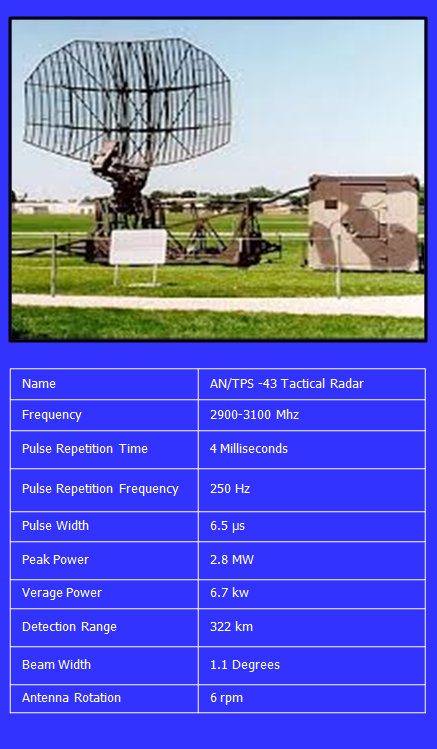 Name
AN/TPS -43 Tactical Radar
Frequency
2900-3100 Mhz
Pulse Repetition Time
4 Milliseconds
Pulse Repetition Frequency
250 Hz
Pulse Width
6.5 µs
Peak Power
2.8 MW
Verage Power
6.7 kw
Detection Range
322 km
Beam Width
1.1 Degrees
Antenna Rotation
6 rpm